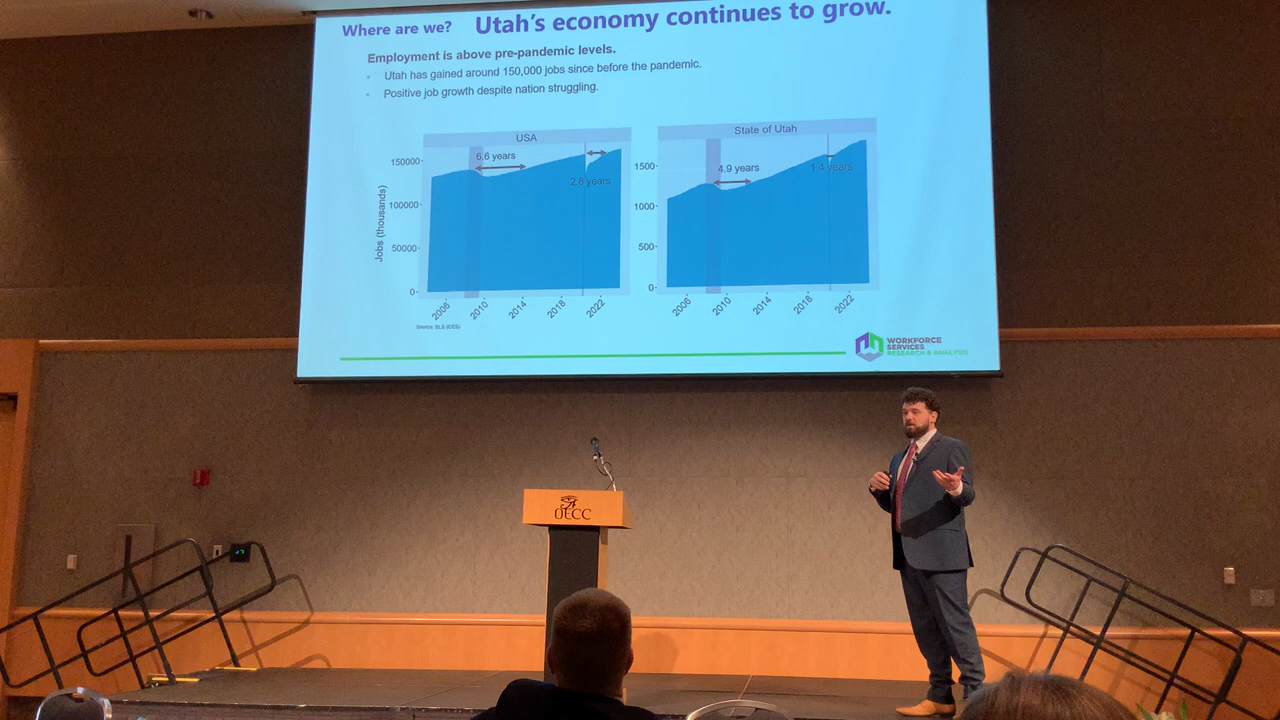 Where are we? Utah's economy continues to grow.
Employment is above pre-pandemic levels.
• Utah has gained around 150,000 jobs since before the pandemic.
• Positive job growth despite nation struggling.
USA
State of Utah
Jobs (thousands)
150000
100000
50000
0
6.6 years
2.8 years
2006
2010
2014
2018
2022
1500
1000
500
0
4.9 years
1.4 years
2006
2010
2014
2018
2022
Source: BLS (CES)
WORKFORCE
SERVICES
RESEARCH & ANALYSIS
OECC